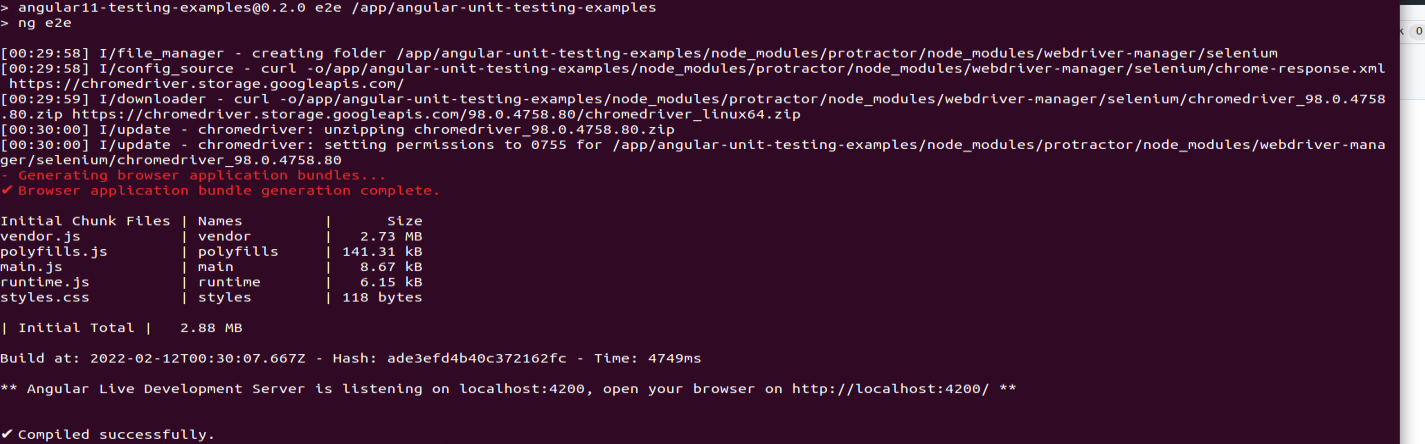 > angular11-testing-examples@0.2.0 e2e /app/angular-unit-testing-examples
> ng e2e
[00:29:58] I/file_manager - creating folder /app/angular-unit-testing-examples/node_modules/protractor/node_modules/webdriver-manager/selenium
[00:29:58] I/config_source - curl -o/app/angular-unit-testing-examples/node_modules/protractor/node_modules/webdriver-manager/selenium/chrome-response.xml
https://chromedriver.storage.googleapis.com/
[00:29:59] I/downloader - curl -o/app/angular-unit-testing-examples/node_modules/protractor/node_modules/webdriver-manager/selenium/chromedriver_98.0.4758
.80.zip https://chromedriver.storage.googleapis.com/98.0.4758.80/chromedriver_linux64.zip
[00:30:00] I/update - chromedriver: unzipping chromedriver_98.0.4758.80.zip
[00:30:00] I/update - chromedriver: setting permissions to 0755 for /app/angular-unit-testing-examples/node_modules/protractor/node_modules/webdriver-mana
ger/selenium/chromedriver_98.0.4758.80
- Generating browser application bundles...
✔ Browser application bundle generation complete.
Initial Chunk Files | Names         |      Size
vendor.js           | vendor        |   2.73 MB
polyfills.js        | polyfills     | 141.31 kB
main.js             | main          |   8.67 kB
runtime.js          | runtime       |   6.15 kB
styles.css          | styles        | 118 bytes
| Initial Total |   2.88 MB
Build at: 2022-02-12T00:30:07.667Z - Hash: ade3efd4b40c372162fc - Time: 4749ms
** Angular Live Development Server is listening on localhost:4200, open your browser on http://localhost:4200/ **
✔ Compiled successfully.